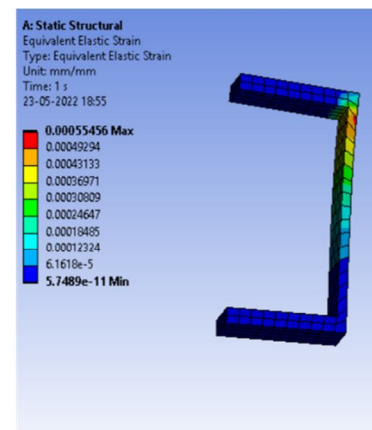 A: Static Structural
Equivalent Elastic Strain
Type: Equivalent Elastic Strain
Unit: mm/mm
Time: 1 s
23-05-2022 18:55
0.00055456 Max
0.00049294
0.00043133
0.00036971
0.00030809
0.00024647
0.00018485
0.00012324
6.1618e-5
5.7489e-11 Min